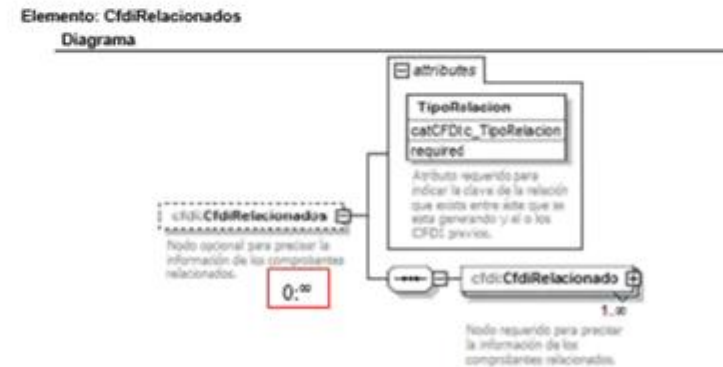 Elemento: CfdiRelacionados
Diagrama
attributes
TipoRelacion
catCFDI:c_TipoRelacion
required
Atributo requerido para
indicar la clave de la relación
que existe entre éste que se
esta generando y el o los
CFDI previos.
cfdi:CfdiRelacionados
Nodo opcional para precisar la
información de los comprobantes
relacionados.
0:∞
cfdi:CfdiRelacionado
1..∞
Nodo requerido para precisar
la información de los
comprobantes relacionados.